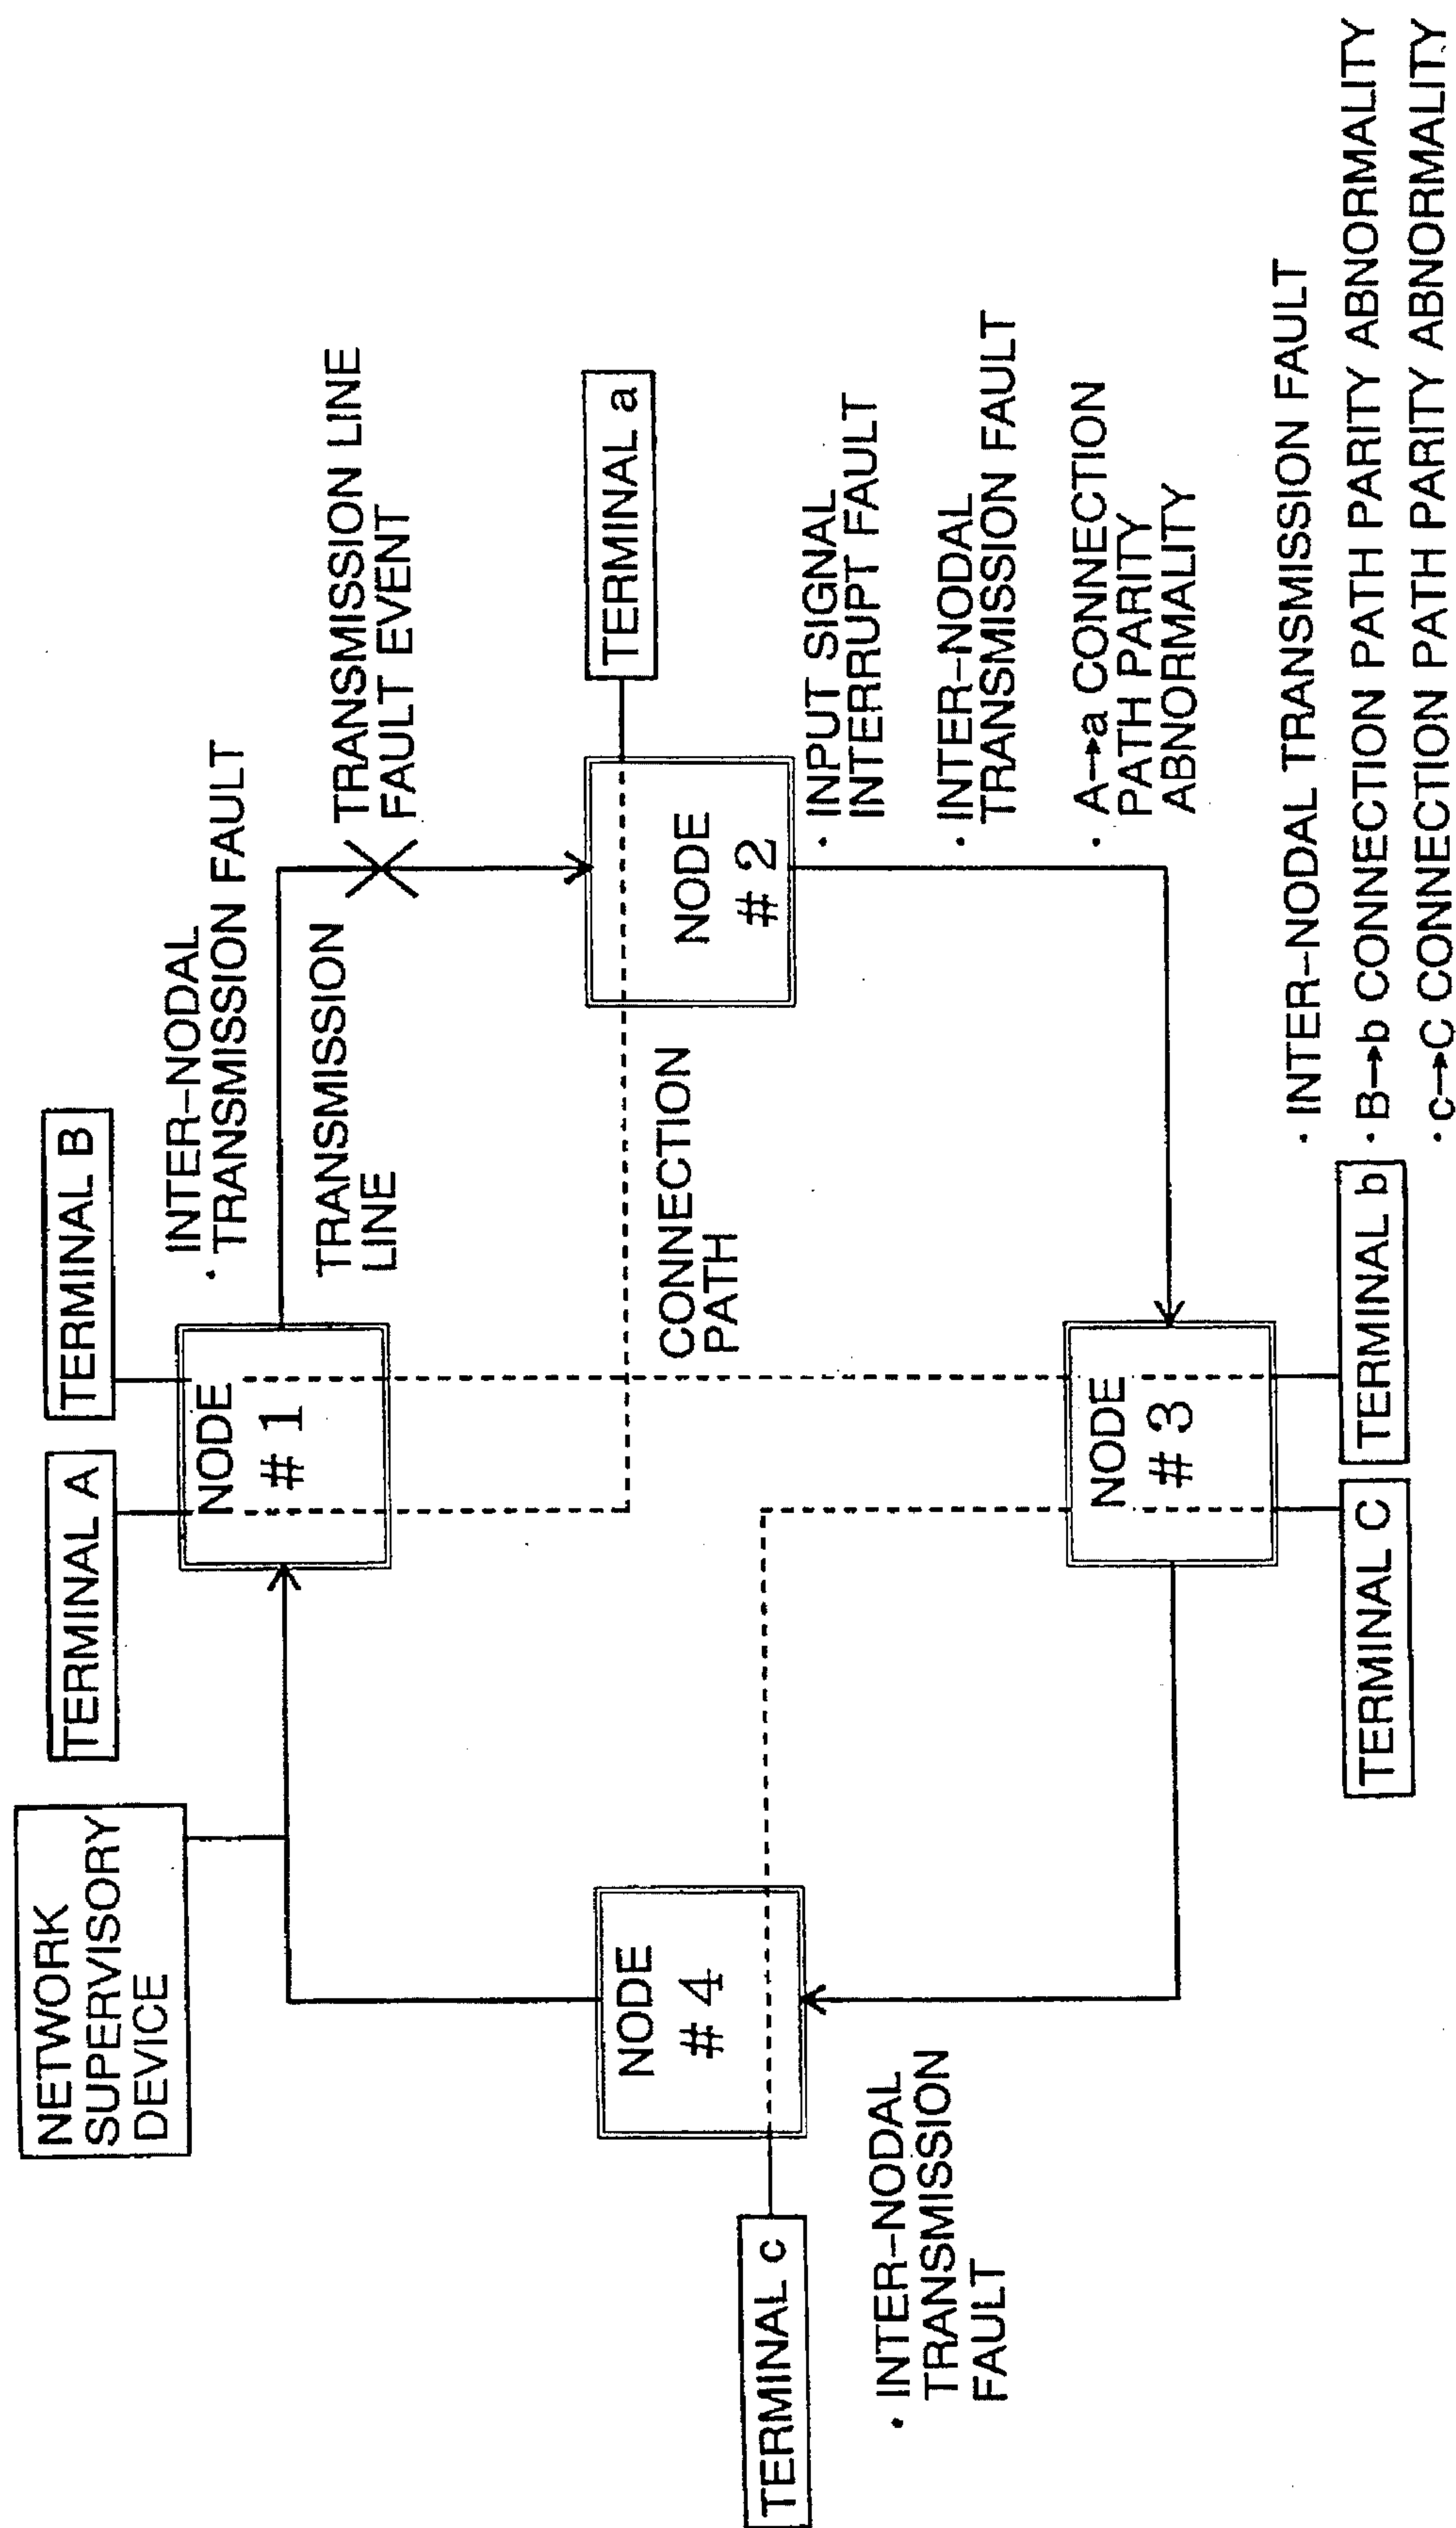 NETWORK
SUPERVISORY
DEVICE
TERMINAL A
TERMINAL B
NODE
#1
· INTER-NODAL
TRANSMISSION FAULT
TRANSMISSION
LINE
TRANSMISSION LINE
FAULT EVENT
TERMINAL a
NODE
#2
CONNECTION
PATH
NODE
#4
TERMINAL c
· INTER-NODAL
TRANSMISSION
FAULT
· INPUT SIGNAL
INTERRUPT FAULT
· INTER-NODAL
TRANSMISSION FAULT
· A→a CONNECTION
PATH PARITY
ABNORMALITY
NODE
#3
TERMINAL C
TERMINAL b
· INTER-NODAL TRANSMISSION FAULT
· B→b CONNECTION PATH PARITY ABNORMALITY
· c→C CONNECTION PATH PARITY ABNORMALITY